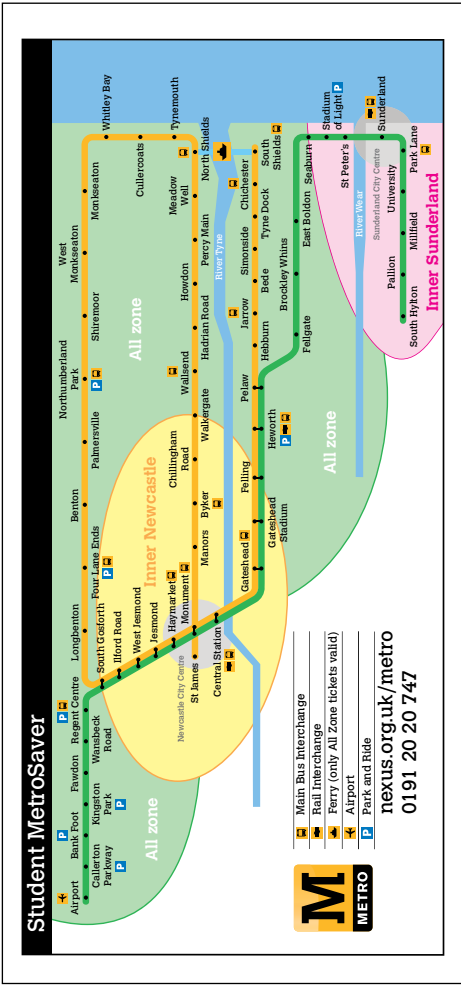 Student MetroSaver
Airport
Callerton
Parkway
Bank Foot
Kingston
Park
Fawdon
Wansbeck
Road
Regent Centre
South Gosforth
Longbenton
Four Lane Ends
Benton
Palmersville
Northumberland
Park
Shiremoor
West
Monkseaton
Monkseaton
Whitley Bay
Cullercoats
Tynemouth
North Shields
Meadow
Well
Percy Main
Howdon
Hadrian Road
Wallsend
Walkergate
Chillingham
Road
Byker
Manors
Monument
St James
Ilford Road
West Jesmond
Jesmond
Haymarket
Newcastle City Centre
Central Station
Gateshead
Gateshead
Stadium
Felling
Heworth
Pelaw
Hebburn
Jarrow
Bede
Simonside
Tyne Dock
Chichester
South
Shields
Fellgate
Brockley Whins
East Boldon
Seaburn
Stadium
of Light
St Peter's
Sunderland
Sunderland City Centre
Park Lane
University
Millfield
Pallion
South Hylton
River Tyne
River Wear
All zone
All zone
All zone
Inner Newcastle
Inner Sunderland
M
METRO
Main Bus Interchange
Rail Interchange
Ferry (only All Zone tickets valid)
Airport
P Park and Ride
nexus.org.uk/metro
0191 20 20 747
P
P
P
P
P
P
P
P